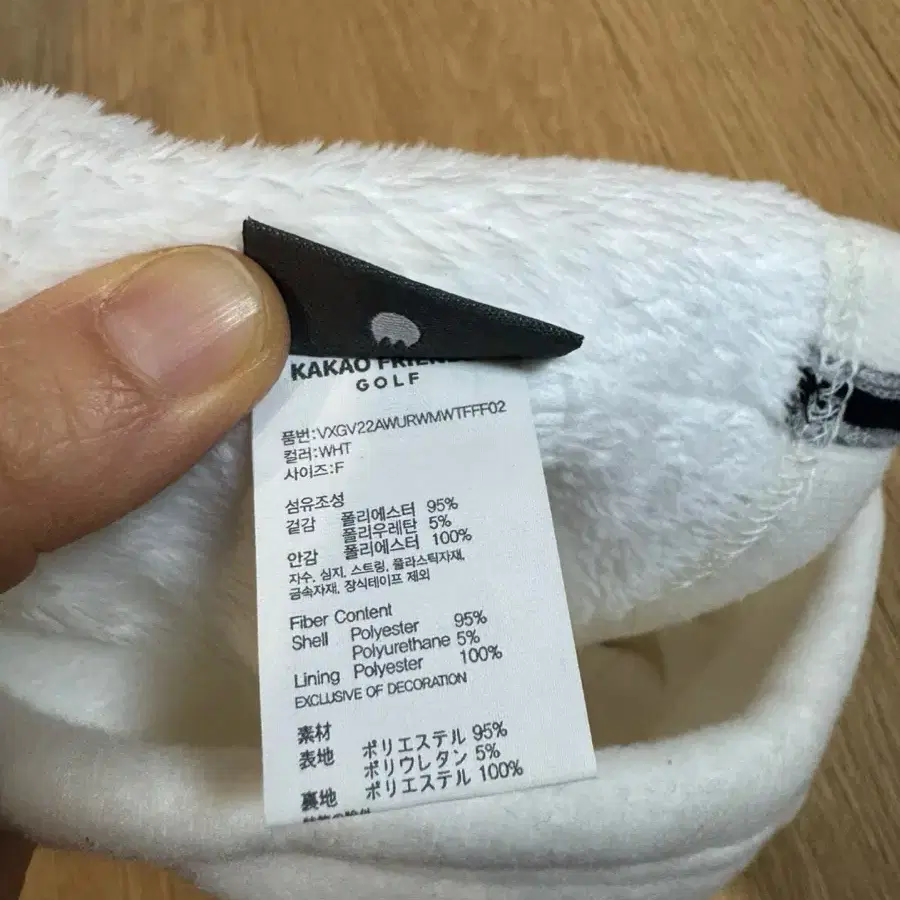 KAKAO
GOLF
품번:VXGV22AWURWMWTFFF02
컬러:WHT
사이즈:F
섬유조성
겉감 폴리에스터 95%
폴리우레탄 5%
안감 폴리에스터 100%
자수, 심지, 스트링, 플라스틱자재,
금속자재, 장식테이프 제외
Fiber Content
Shell Polyester 95%
Polyurethane 5%
Lining Polyester 100%
EXCLUSIVE OF DECORATION
素材
表地 ポリエステル 95%
ポリウレタン 5%
裏地 ポリエステル 100%